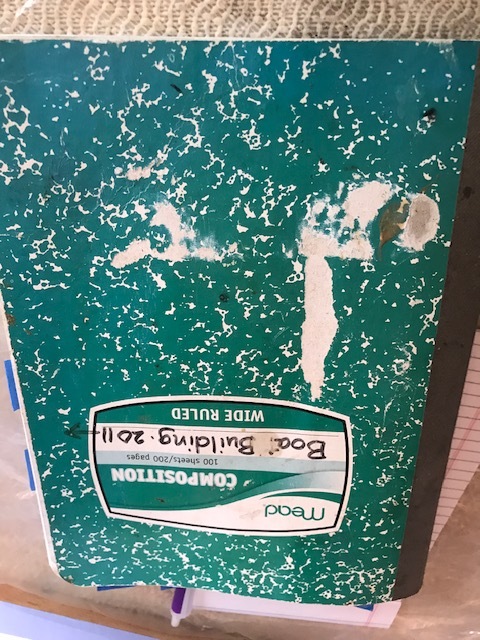 Mead
COMPOSITION
100 sheets/200 pages
Boat Building. 2011 →
WIDE RULED